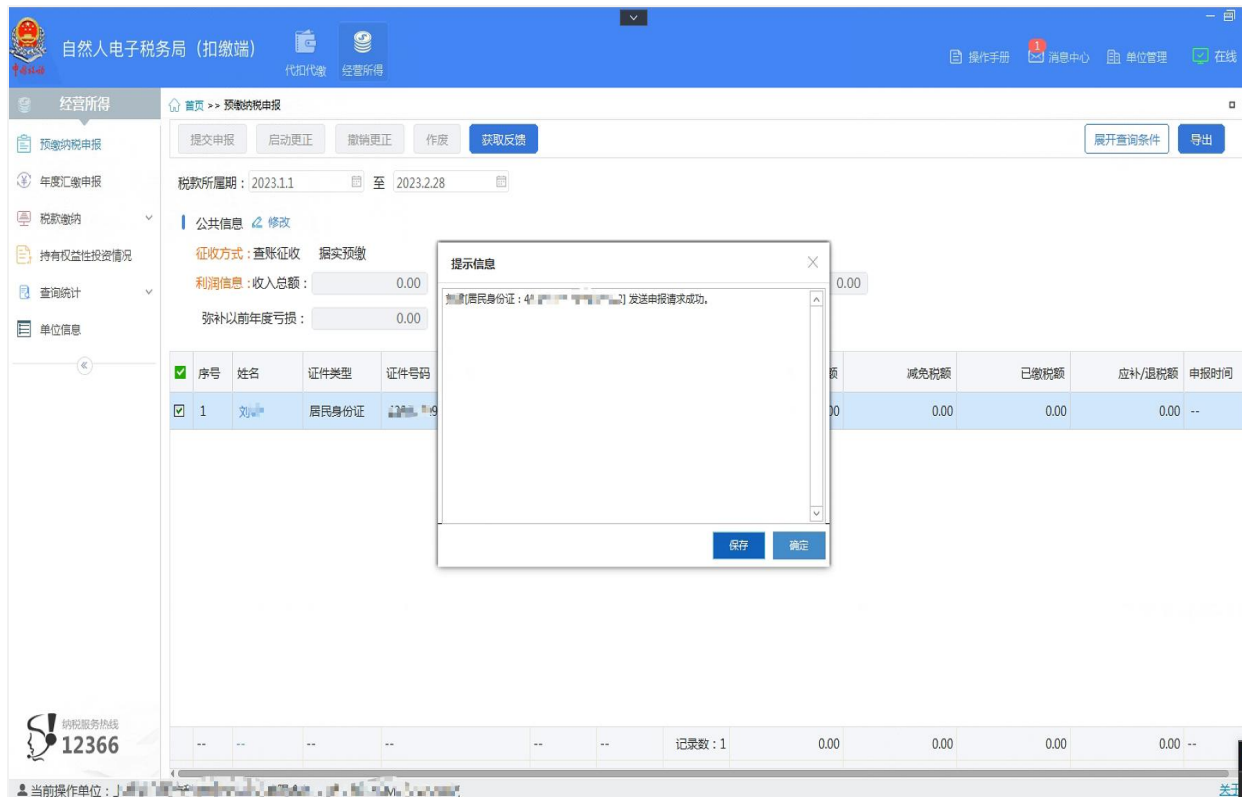 自然人电子税务局（扣缴端）
代扣代缴
经营所得
操作手册
1
消息中心
单位管理
在线
经营所得
首页 >> 预缴纳税申报
预缴纳税申报
年度汇缴申报
税款缴纳
持有权益性投资情况
查询统计
单位信息
提交申报
启动更正
撤销更正
作废
获取反馈
展开查询条件
导出
税款所属期：2023.1.1 至 2023.2.28
公共信息 修改
征收方式：查账征收 据实预缴
利润信息：收入总额： 0.00
0.00
弥补以前年度亏损： 0.00
提示信息
[居民身份证：4 ] 发送申报请求成功。
保存
确定
序号 姓名 证件类型 证件号码 额 减免税额 已缴税额 应补/退税额 申报时间
1 刘 居民身份证 00 0.00 0.00 0.00 --
-- -- -- -- -- -- 记录数：1 0.00 0.00 0.00 0.00 --
纳税服务热线
12366
当前操作单位：
关于